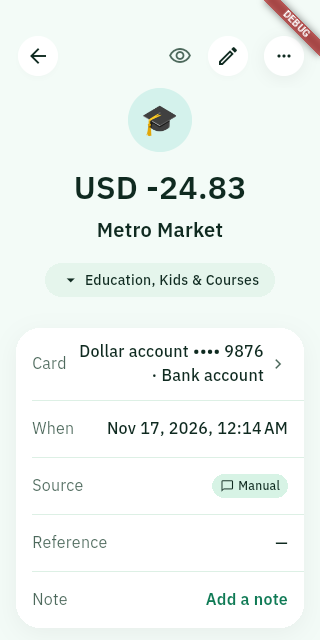 DEBUG
USD -24.83
Metro Market
Education, Kids & Courses
Card
Dollar account •••• 9876
· Bank account
When
Nov 17, 2026, 12:14 AM
Source
Manual
Reference
—
Note
Add a note